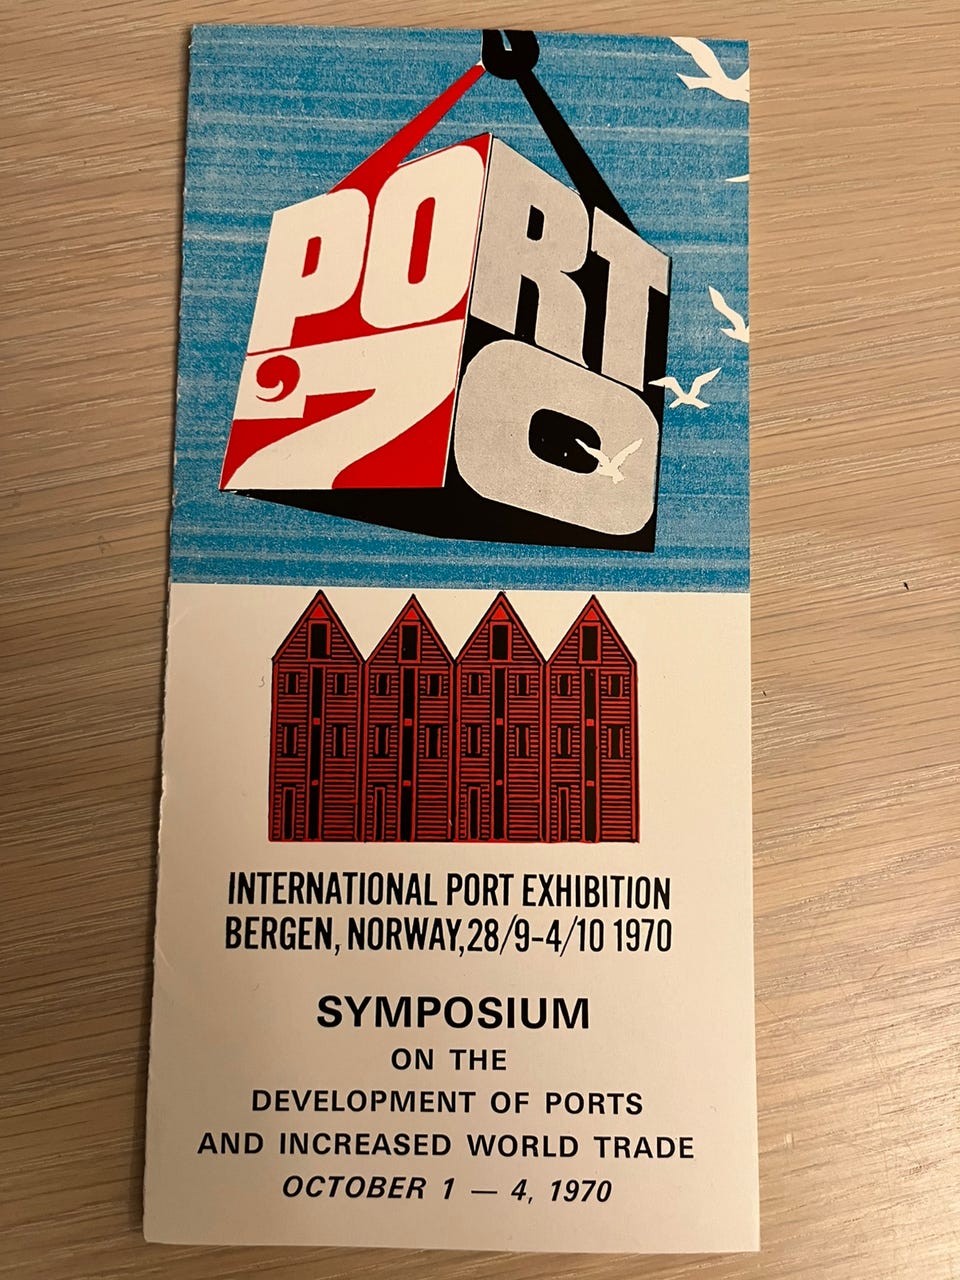 PORT
'70
INTERNATIONAL PORT EXHIBITION
BERGEN, NORWAY, 28/9-4/10 1970
SYMPOSIUM
ON THE
DEVELOPMENT OF PORTS
AND INCREASED WORLD TRADE
OCTOBER 1 — 4, 1970